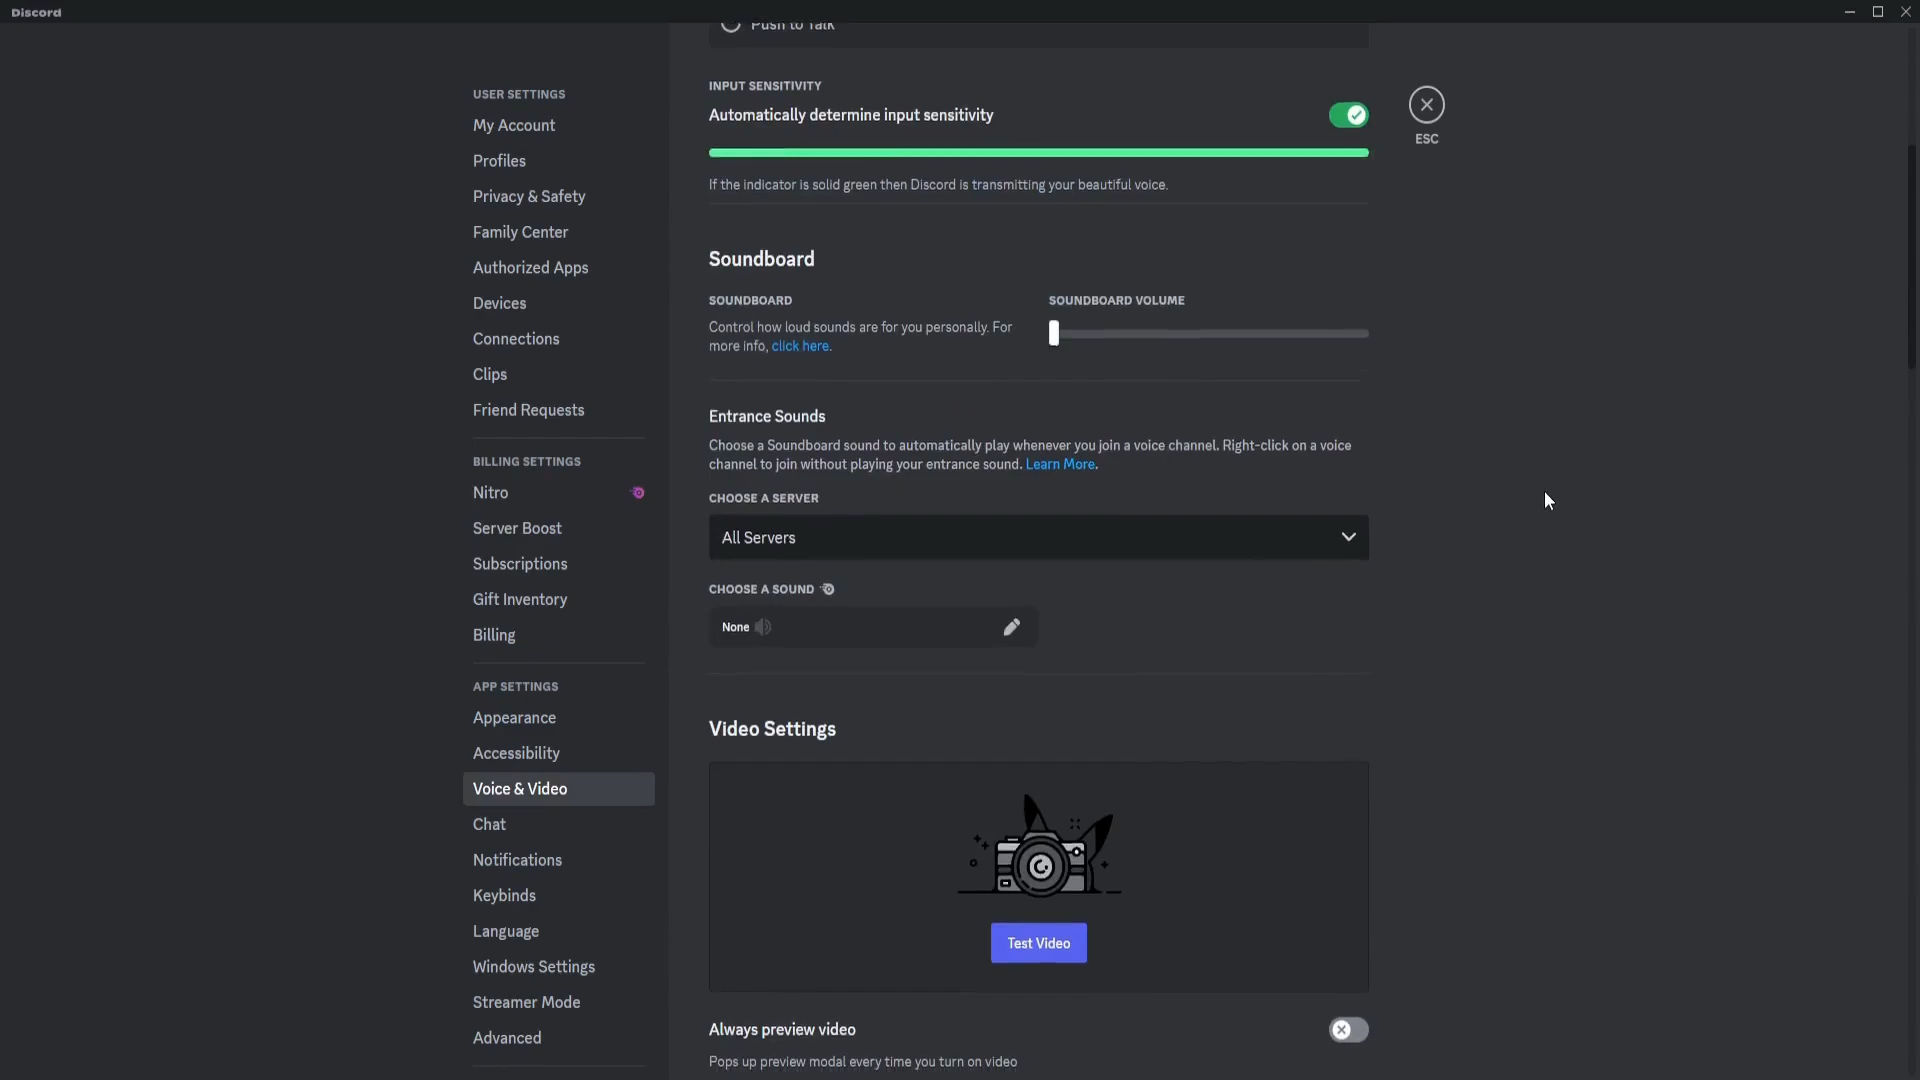 Discord
Push to Talk
USER SETTINGS
My Account
Profiles
Privacy & Safety
Family Center
Authorized Apps
Devices
Connections
Clips
Friend Requests
BILLING SETTINGS
Nitro
Server Boost
Subscriptions
Gift Inventory
Billing
APP SETTINGS
Appearance
Accessibility
Voice & Video
Chat
Notifications
Keybinds
Language
Windows Settings
Streamer Mode
Advanced
INPUT SENSITIVITY
Automatically determine input sensitivity
If the indicator is solid green then Discord is transmitting your beautiful voice.
Soundboard
SOUNDBOARD
Control how loud sounds are for you personally. For
more info, click here.
SOUNDBOARD VOLUME
Entrance Sounds
Choose a Soundboard sound to automatically play whenever you join a voice channel. Right-click on a voice
channel to join without playing your entrance sound. Learn More.
CHOOSE A SERVER
All Servers
CHOOSE A SOUND
None
Video Settings
Test Video
Always preview video
Pops up preview modal every time you turn on video
ESC